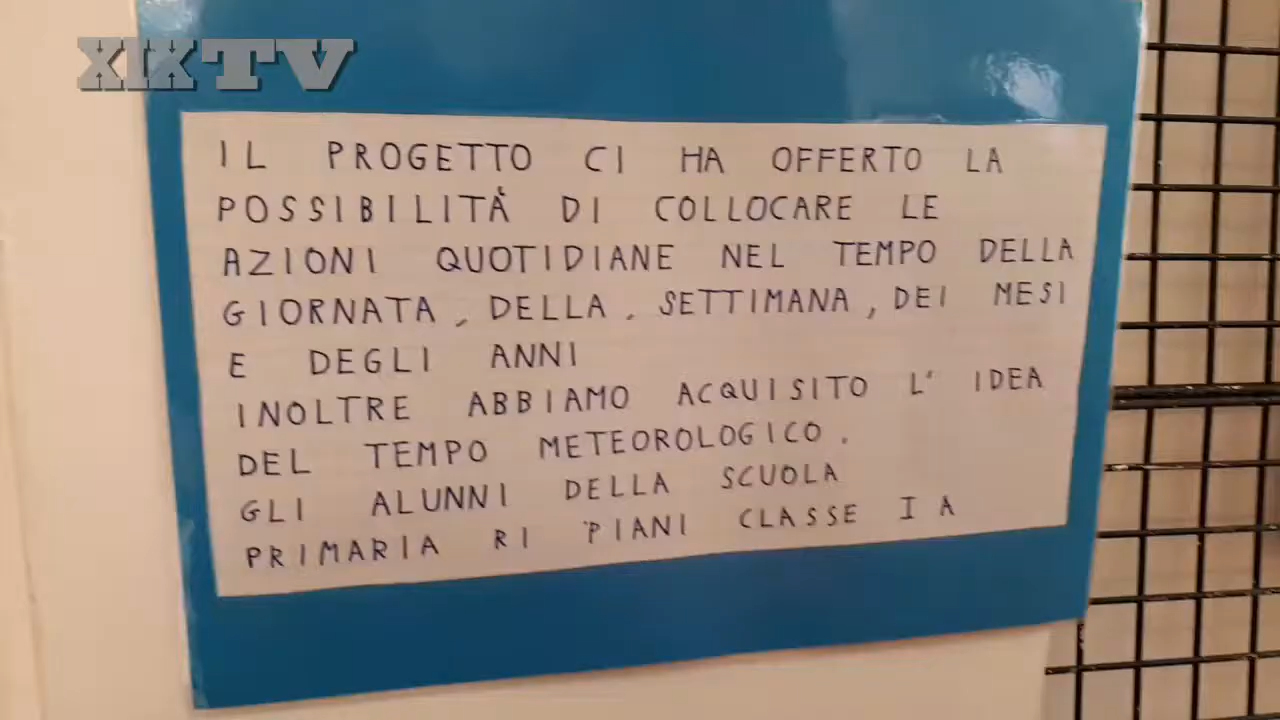 XIXTV
IL PROGETTO CI HA OFFERTO LA
POSSIBILITÀ DI COLLOCARE LE
AZIONI QUOTIDIANE NEL TEMPO DELLA
GIORNATA, DELLA, SETTIMANA, DEI MESI
E DEGLI ANNI
INOLTRE ABBIAMO ACQUISITO L' IDEA
DEL TEMPO METEOROLOGICO.
GLI ALUNNI DELLA SCUOLA
PRIMARIA RI PIANI CLASSE I A